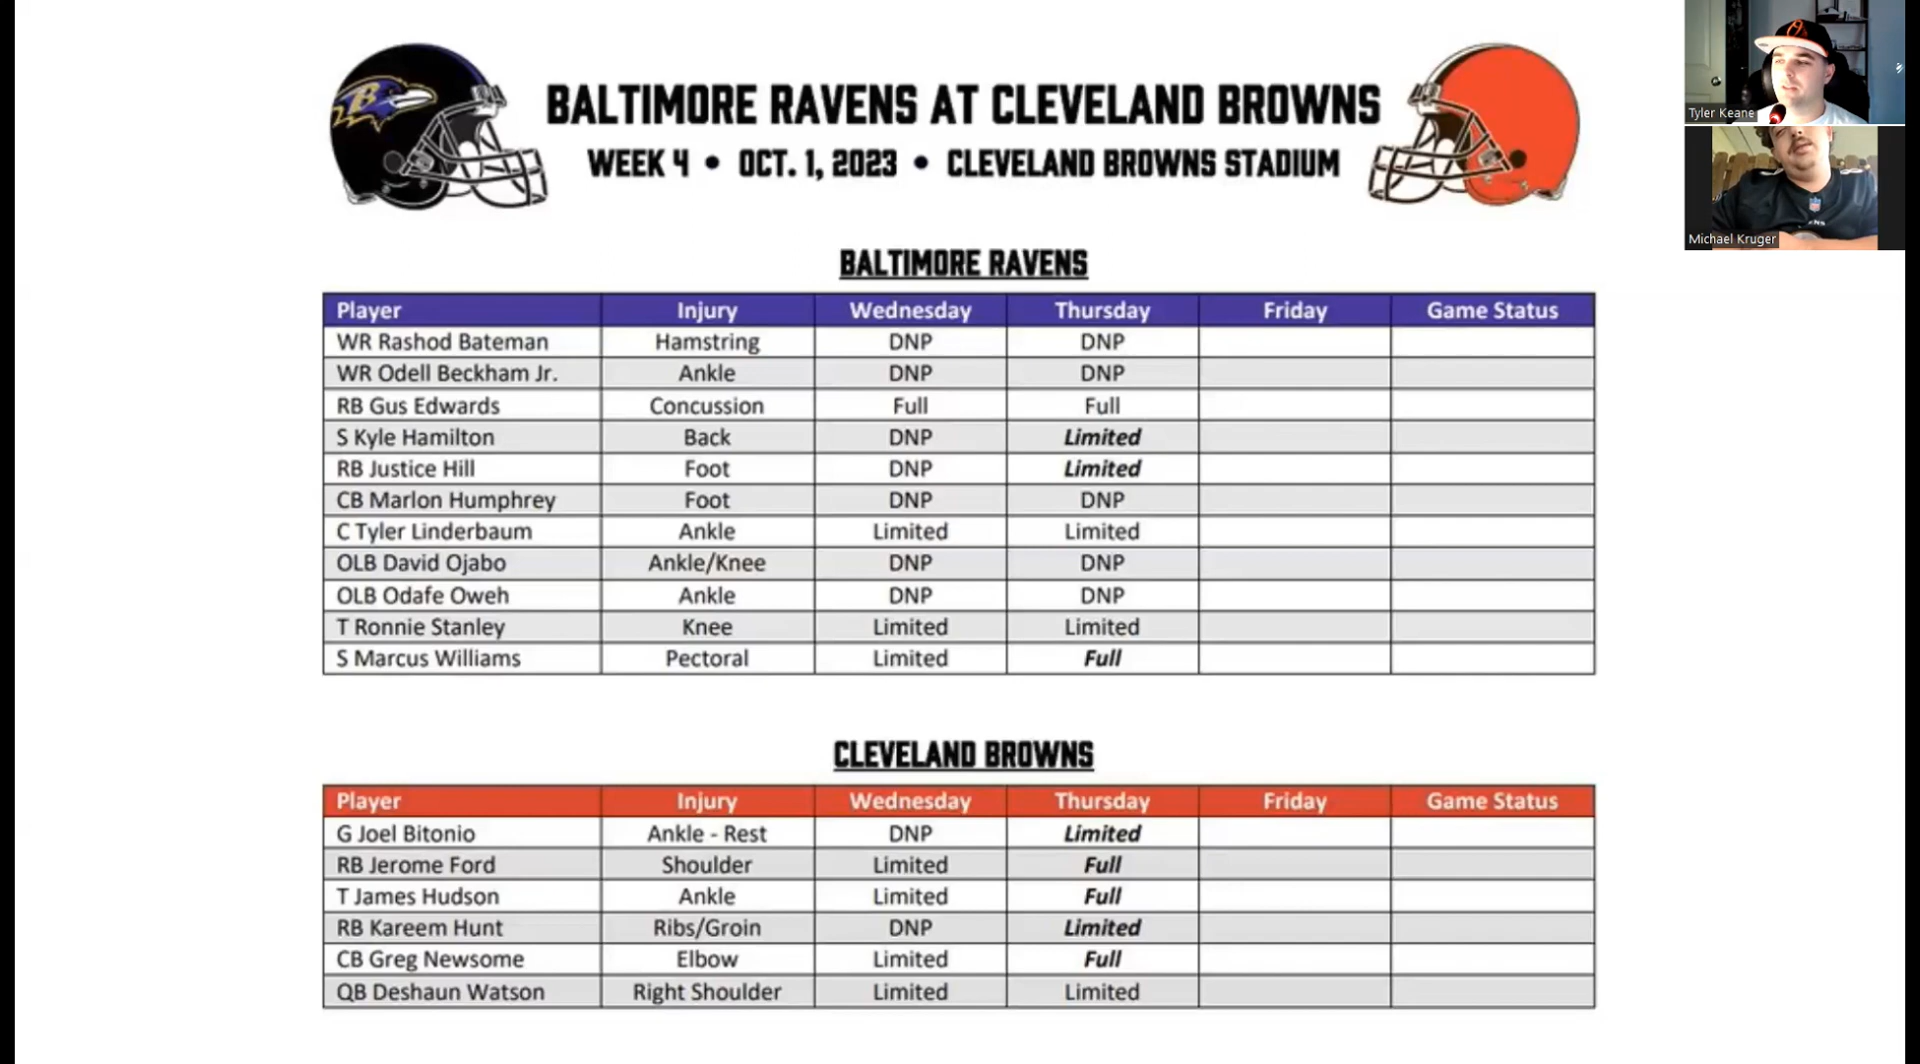 BALTIMORE RAVENS AT CLEVELAND BROWNS
WEEK 4 • OCT. 1, 2023 • CLEVELAND BROWNS STADIUM
Tyler Keane
Michael Kruger
BALTIMORE RAVENS
Player Injury Wednesday Thursday Friday Game Status
WR Rashod Bateman Hamstring DNP DNP
WR Odell Beckham Jr. Ankle DNP DNP
RB Gus Edwards Concussion Full Full
S Kyle Hamilton Back DNP Limited
RB Justice Hill Foot DNP Limited
CB Marlon Humphrey Foot DNP DNP
C Tyler Linderbaum Ankle Limited Limited
OLB David Ojabo Ankle/Knee DNP DNP
OLB Odafe Oweh Ankle DNP DNP
T Ronnie Stanley Knee Limited Limited
S Marcus Williams Pectoral Limited Full
CLEVELAND BROWNS
Player Injury Wednesday Thursday Friday Game Status
G Joel Bitonio Ankle - Rest DNP Limited
RB Jerome Ford Shoulder Limited Full
T James Hudson Ankle Limited Full
RB Kareem Hunt Ribs/Groin DNP Limited
CB Greg Newsome Elbow Limited Full
QB Deshaun Watson Right Shoulder Limited Limited